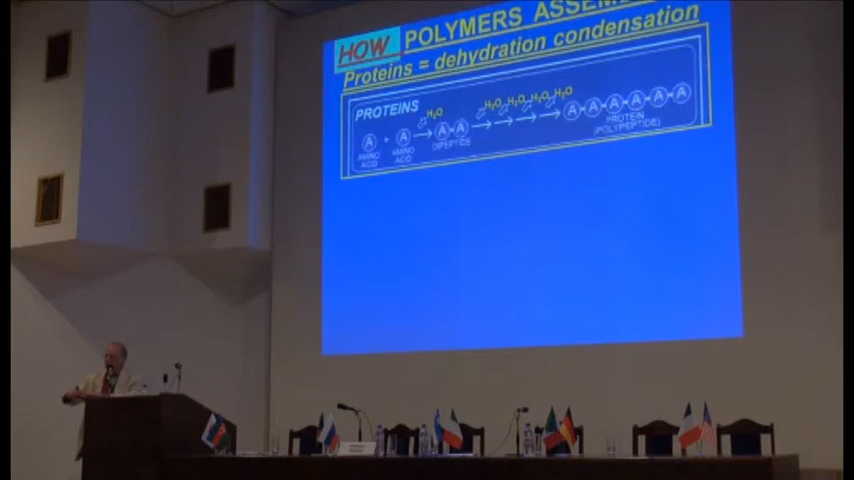 HOW POLYMERS ASSEM
Proteins = dehydration condensation
PROTEINS
H₂O H₂O H₂O H₂O H₂O
A + A A A A A A A A A
AMINO ACID AMINO ACID DIPEPTIDE PROTEIN (POLYPEPTIDE)